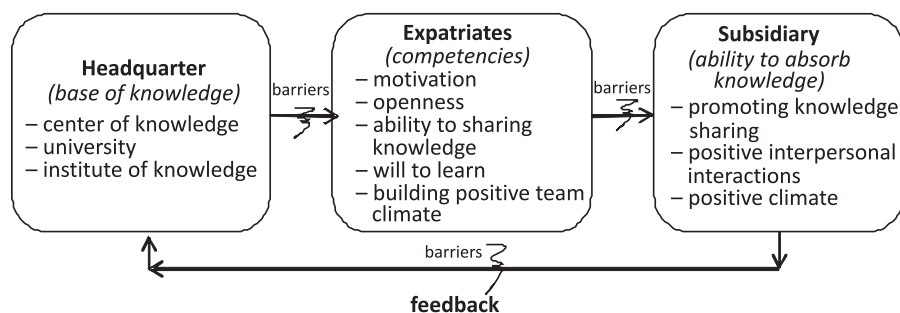 Headquarter
(base of knowledge)
– center of knowledge
– university
– institute of knowledge
barriers
Expatriates
(competencies)
– motivation
– openness
– ability to sharing
knowledge
– will to learn
– building positive team
climate
barriers
Subsidiary
(ability to absorb
knowledge)
– promoting knowledge
sharing
– positive interpersonal
interactions
– positive climate
barriers
feedback